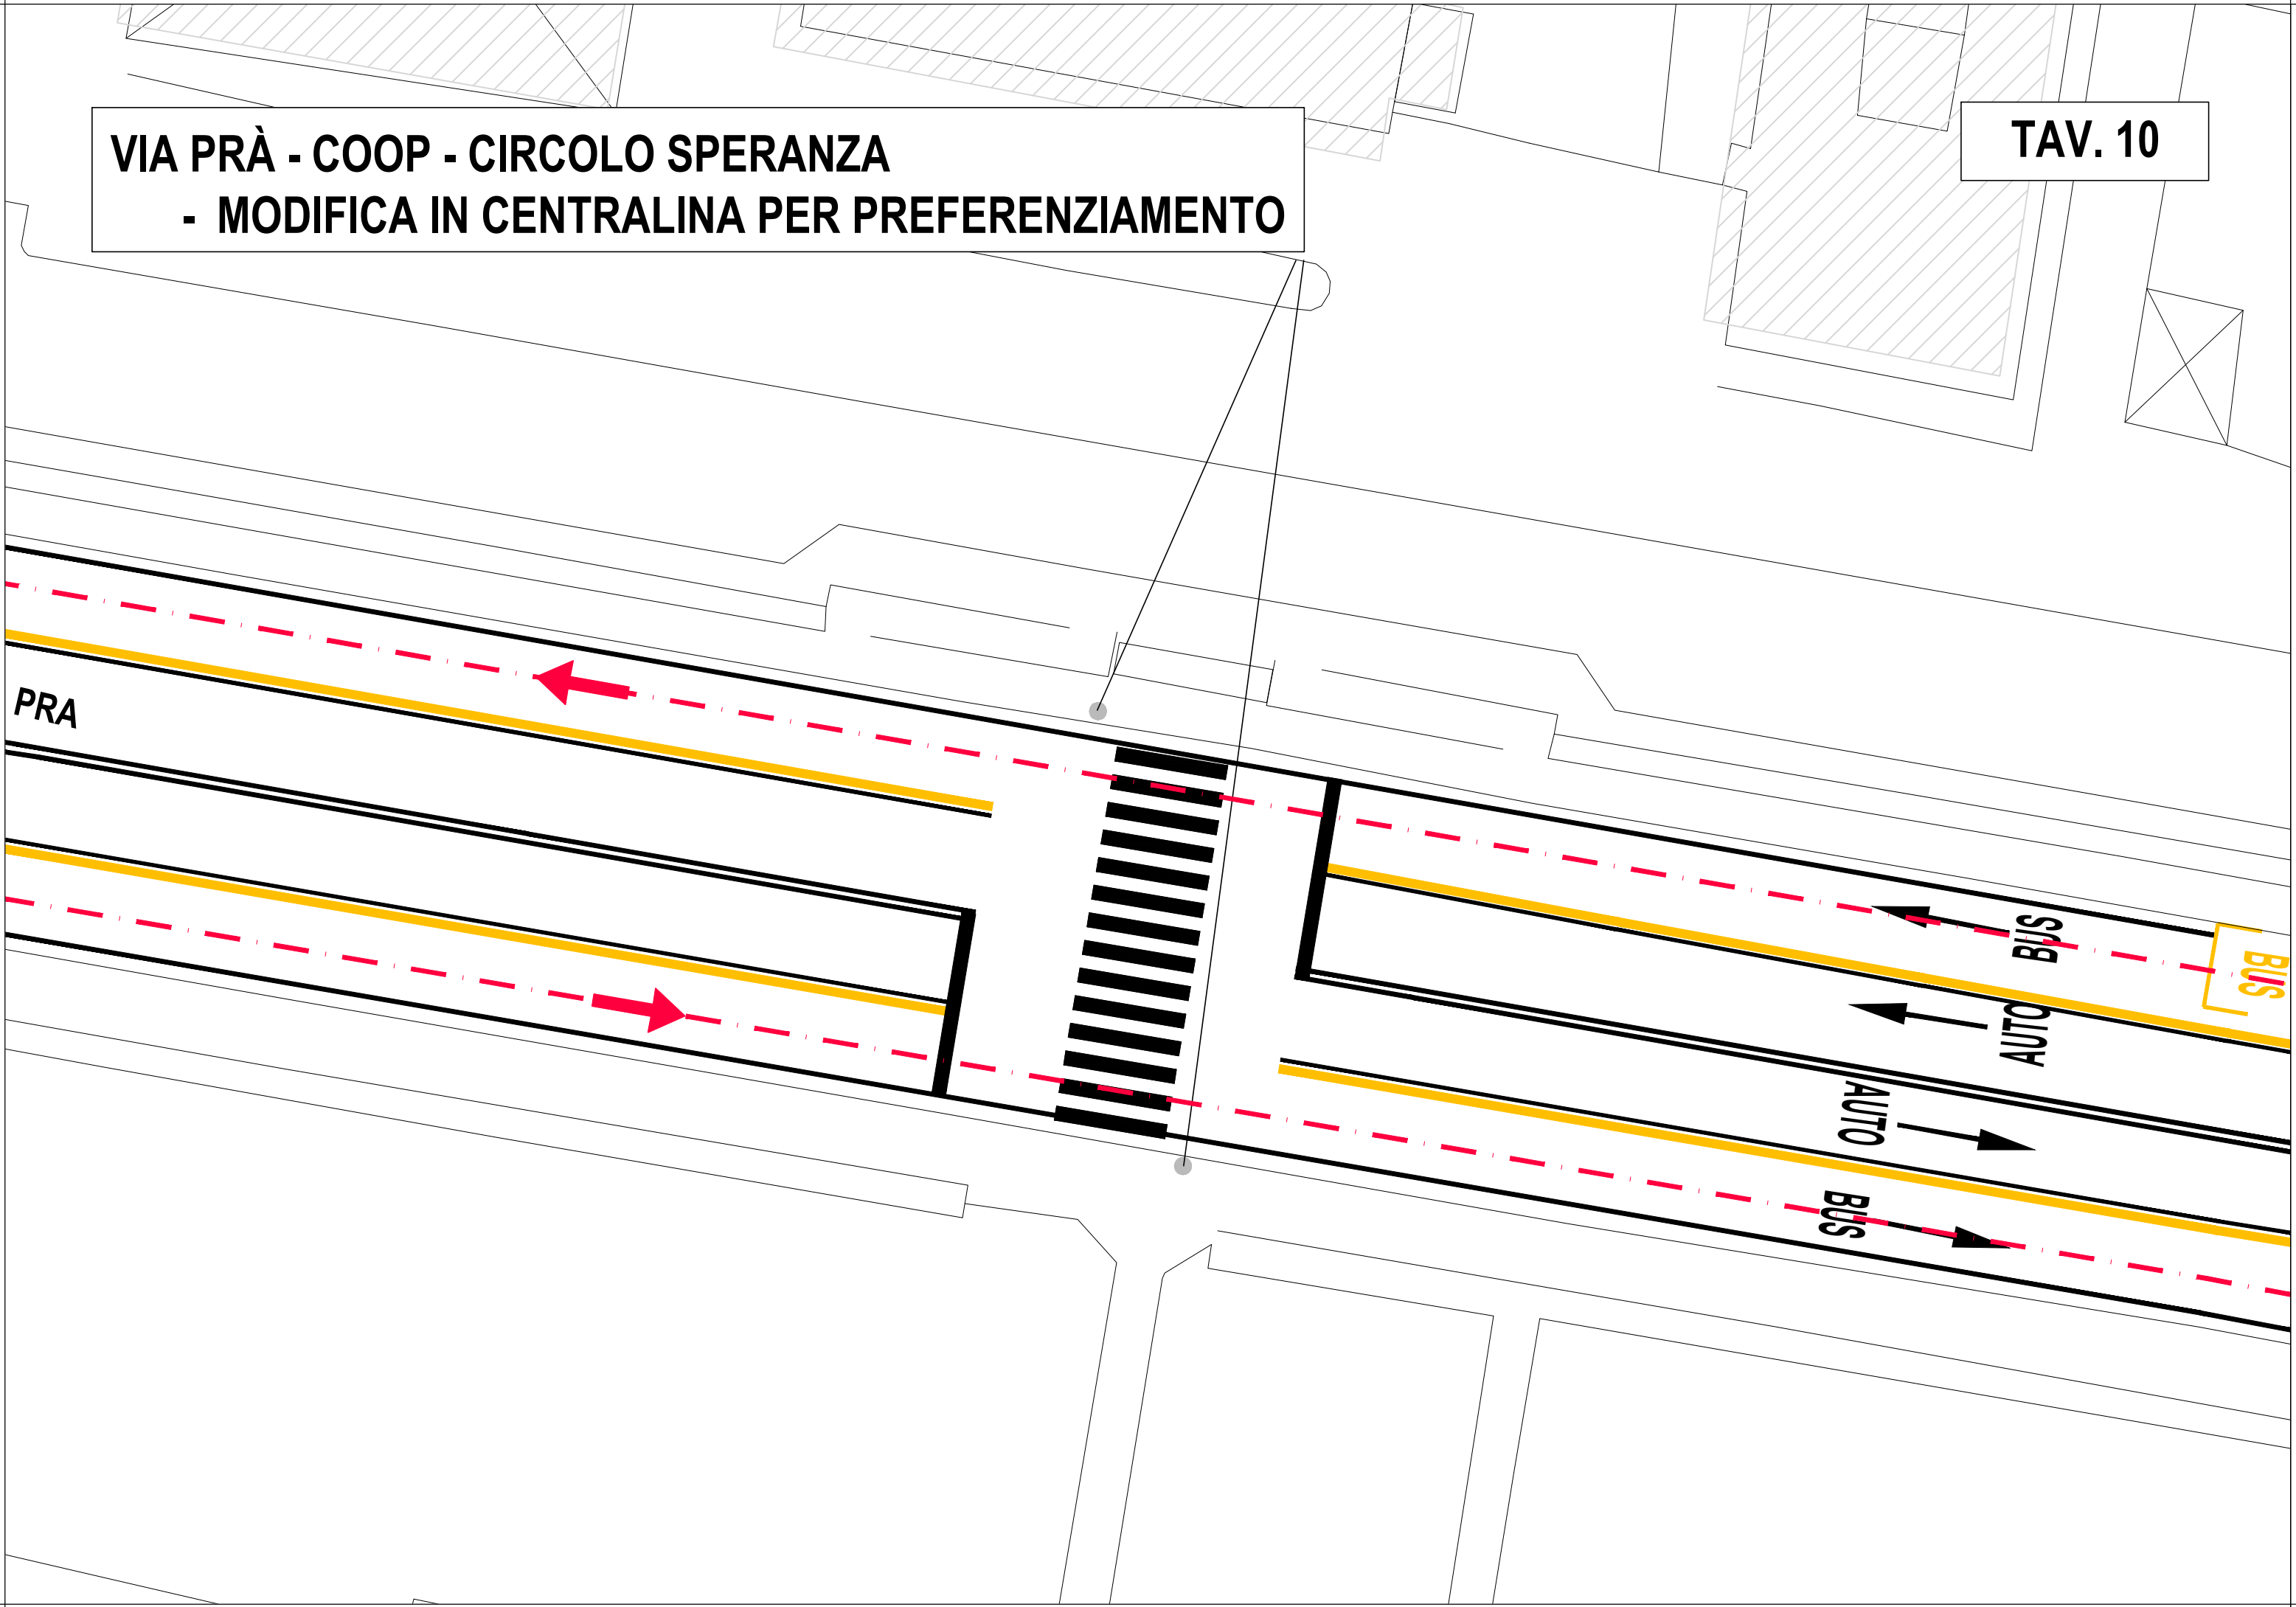 VIA PRÀ - COOP - CIRCOLO SPERANZA
- MODIFICA IN CENTRALINA PER PREFERENZIAMENTO
TAV. 10
PRA
BUS
BUS
AUTO
AUTO
BUS